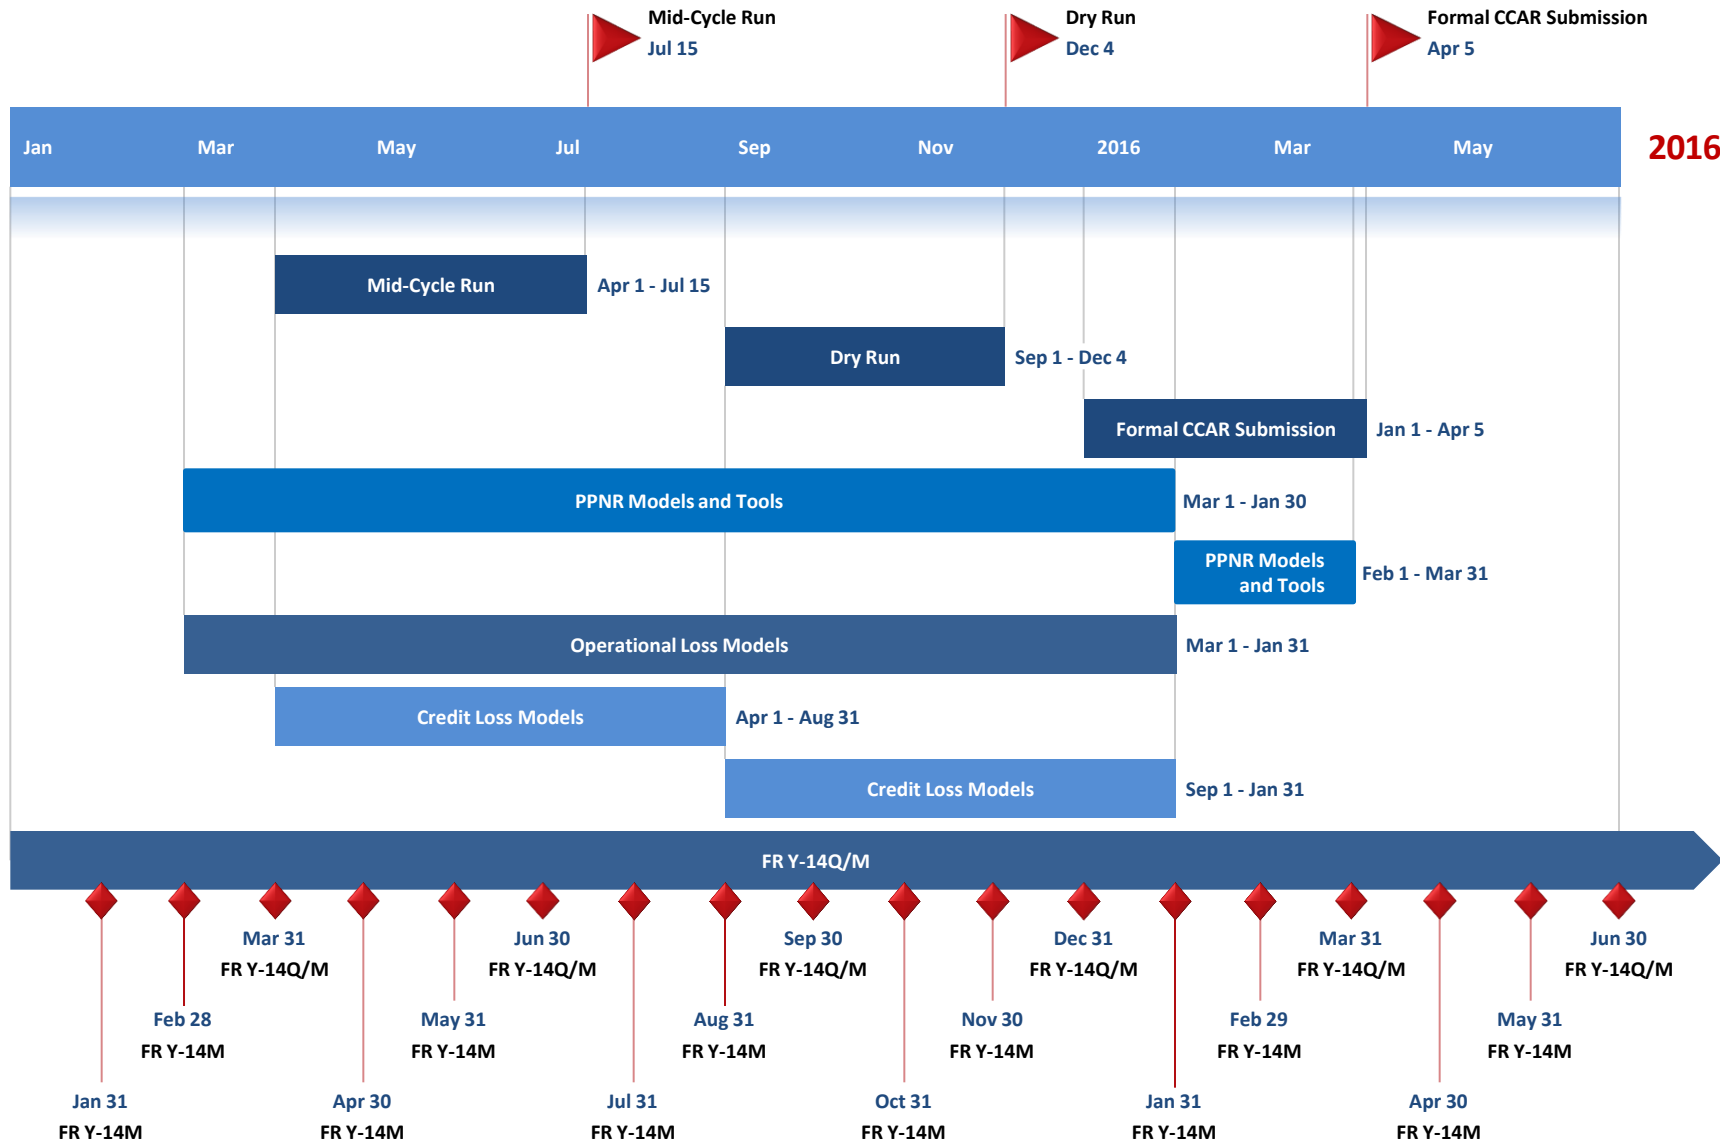 Mid-Cycle Run
Jul 15
Dry Run
Dec 4
Formal CCAR Submission
Apr 5
Jan
Mar
May
Jul
Sep
Nov
2016
Mar
May
2016
Mid-Cycle Run
Apr 1 - Jul 15
Dry Run
Sep 1 - Dec 4
Formal CCAR Submission
Jan 1 - Apr 5
PPNR Models and Tools
Mar 1 - Jan 30
PPNR Models
and Tools
Feb 1 - Mar 31
Operational Loss Models
Mar 1 - Jan 31
Credit Loss Models
Apr 1 - Aug 31
Credit Loss Models
Sep 1 - Jan 31
FR Y-14Q/M
Mar 31
FR Y-14Q/M
Jun 30
FR Y-14Q/M
Sep 30
FR Y-14Q/M
Dec 31
FR Y-14Q/M
Mar 31
FR Y-14Q/M
Jun 30
FR Y-14Q/M
Feb 28
FR Y-14M
May 31
FR Y-14M
Aug 31
FR Y-14M
Nov 30
FR Y-14M
Feb 29
FR Y-14M
May 31
FR Y-14M
Jan 31
FR Y-14M
Apr 30
FR Y-14M
Jul 31
FR Y-14M
Oct 31
FR Y-14M
Jan 31
FR Y-14M
Apr 30
FR Y-14M